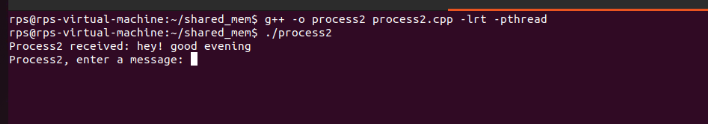 rps@rps-virtual-machine:~/shared_mem$ g++ -o process2 process2.cpp -lrt -pthread
rps@rps-virtual-machine:~/shared_mem$ ./process2
Process2 received: hey! good evening
Process2, enter a message: